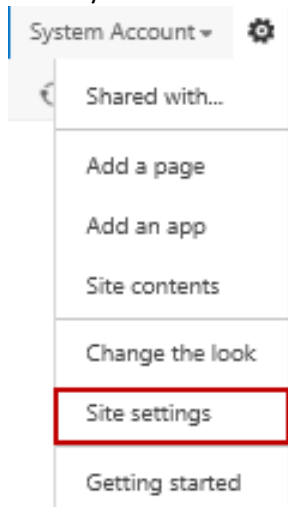 System Account
Shared with...
Add a page
Add an app
Site contents
Change the look
Site settings
Getting started